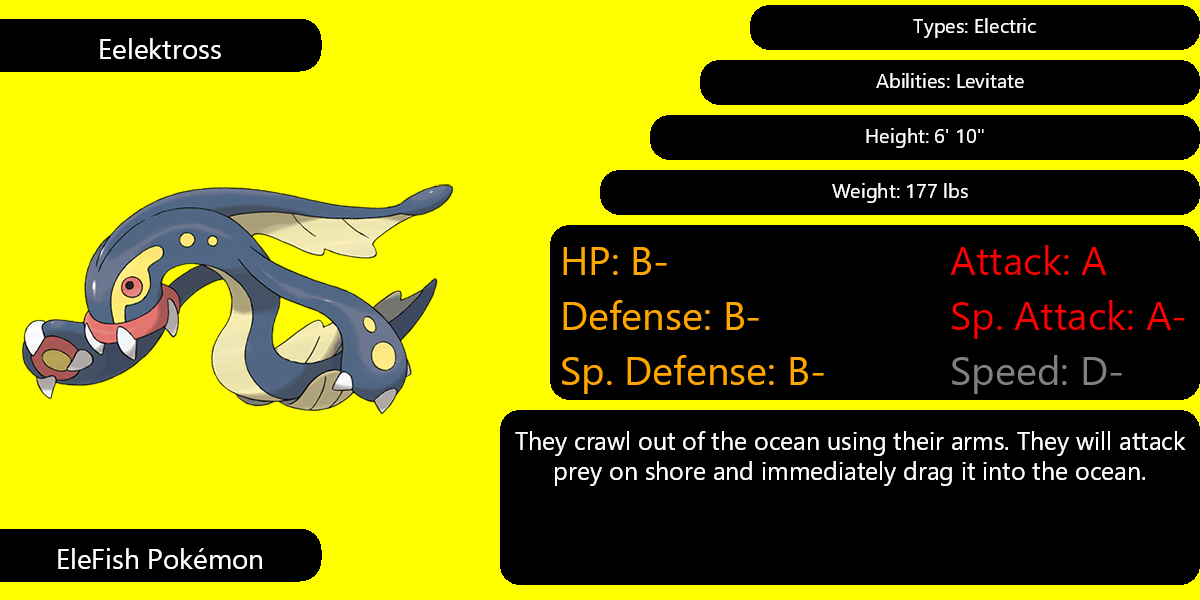 Eelektross
Types: Electric
Abilities: Levitate
Height: 6' 10"
Weight: 177 lbs
HP: B-
Attack: A
Defense: B-
Sp. Attack: A-
Sp. Defense: B-
Speed: D-
They crawl out of the ocean using their arms. They will attack
prey on shore and immediately drag it into the ocean.
EleFish Pokémon